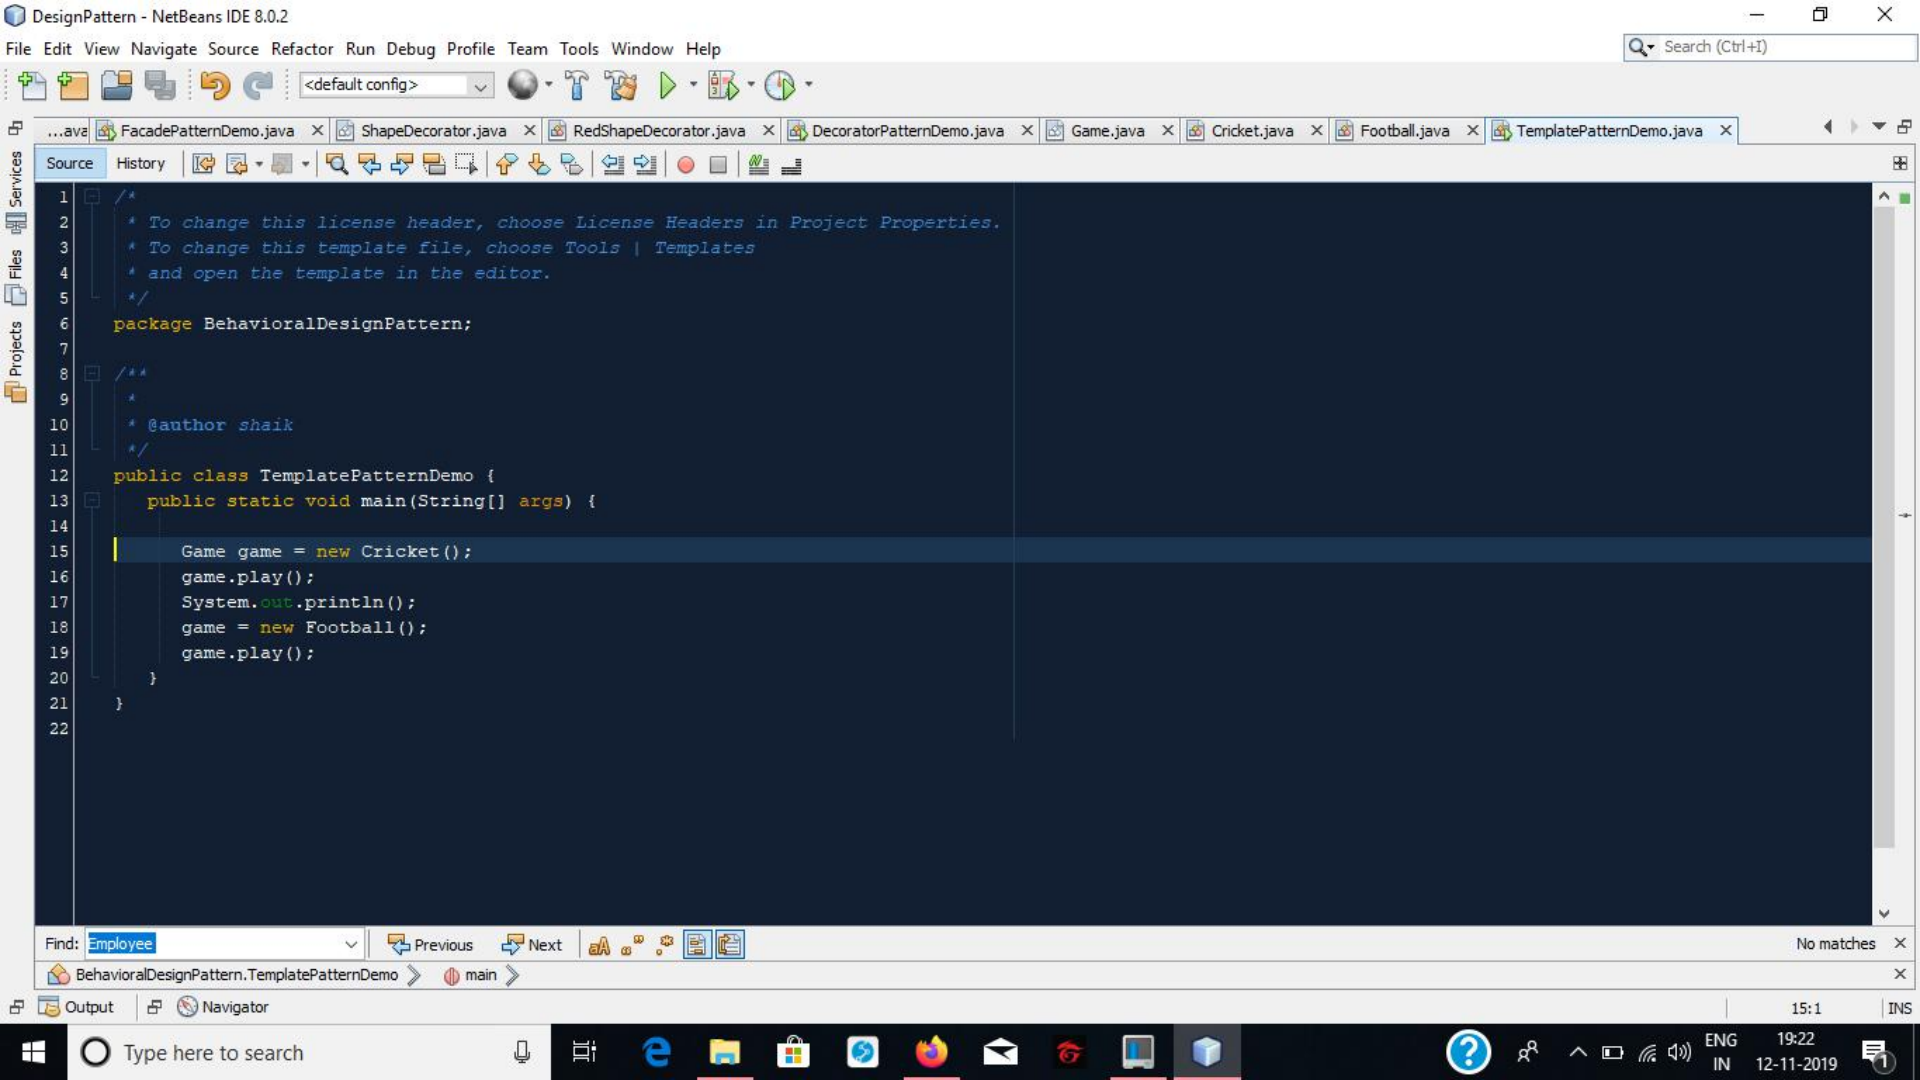 DesignPattern - NetBeans IDE 8.0.2
File Edit View Navigate Source Refactor Run Debug Profile Team Tools Window Help
Search (Ctrl+I)
<default config>
...ava FacadePatternDemo.java ShapeDecorator.java RedShapeDecorator.java DecoratorPatternDemo.java Game.java Cricket.java Football.java TemplatePatternDemo.java
Source History
Services
Files
Projects
1 /*
2 * To change this license header, choose License Headers in Project Properties.
3 * To change this template file, choose Tools | Templates
4 * and open the template in the editor.
5 */
6 package BehavioralDesignPattern;
7
8 /**
9 *
10 * @author shaik
11 */
12 public class TemplatePatternDemo {
13 public static void main(String[] args) {
14
15 Game game = new Cricket();
16 game.play();
17 System.out.println();
18 game = new Football();
19 game.play();
20 }
21 }
22
Find: Employee Previous Next No matches
BehavioralDesignPattern.TemplatePatternDemo main
Output Navigator 15:1 INS
Type here to search
ENG 19:22
IN 12-11-2019
1